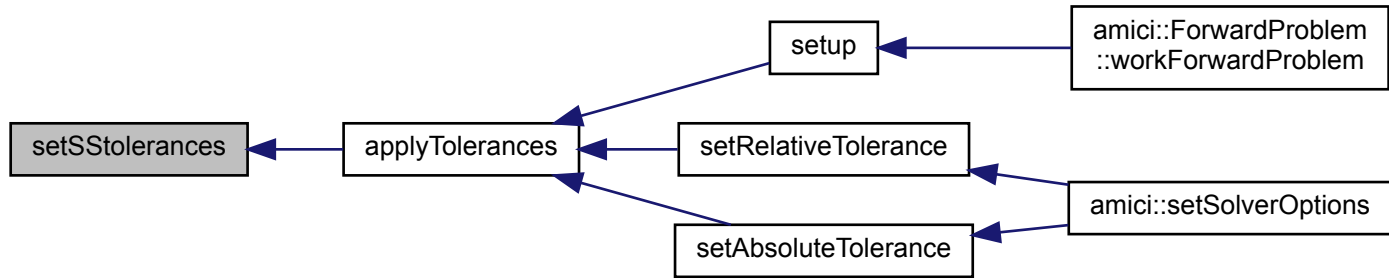 setSStolerances
applyTolerances
setup
amici::ForwardProblem
::workForwardProblem
setRelativeTolerance
setAbsoluteTolerance
amici::setSolverOptions